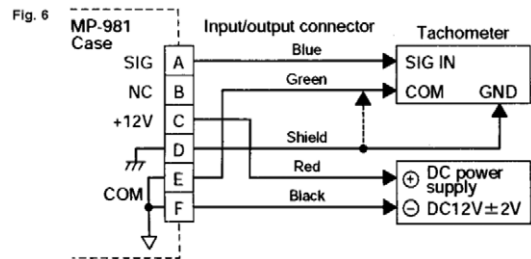 Fig. 6
MP-981
Case
Input/output connector
Tachometer
SIG A Blue SIG IN
NC B Green COM GND
+12V C
D Shield
E Red ⊕ DC power
supply
COM
F Black ⊖ DC12V±2V